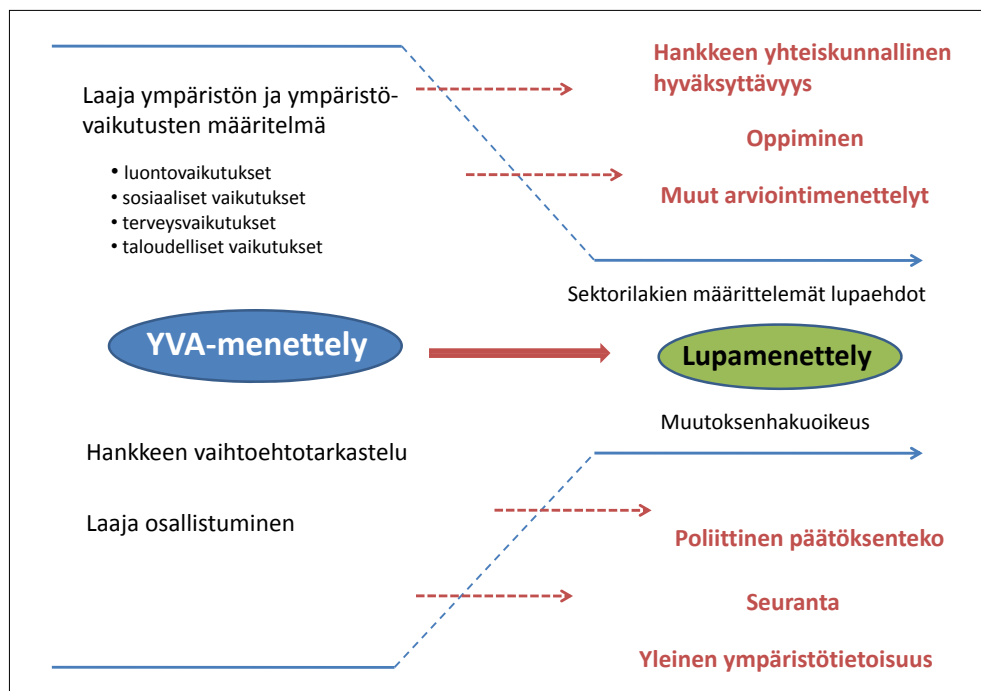 Hankkeen yhteiskunnallinen
hyväksyttävyys
Laaja ympäristön ja ympäristö-
vaikutusten määritelmä
Oppiminen
• luontovaikutukset
• sosiaaliset vaikutukset
• terveysvaikutukset
• taloudelliset vaikutukset
Muut arviointimenettelyt
Sektorilakien määrittelemät lupaehdot
YVA-menettely
Lupamenettely
Muutoksenhakuoikeus
Hankkeen vaihtoehtotarkastelu
Laaja osallistuminen
Poliittinen päätöksenteko
Seuranta
Yleinen ympäristötietoisuus